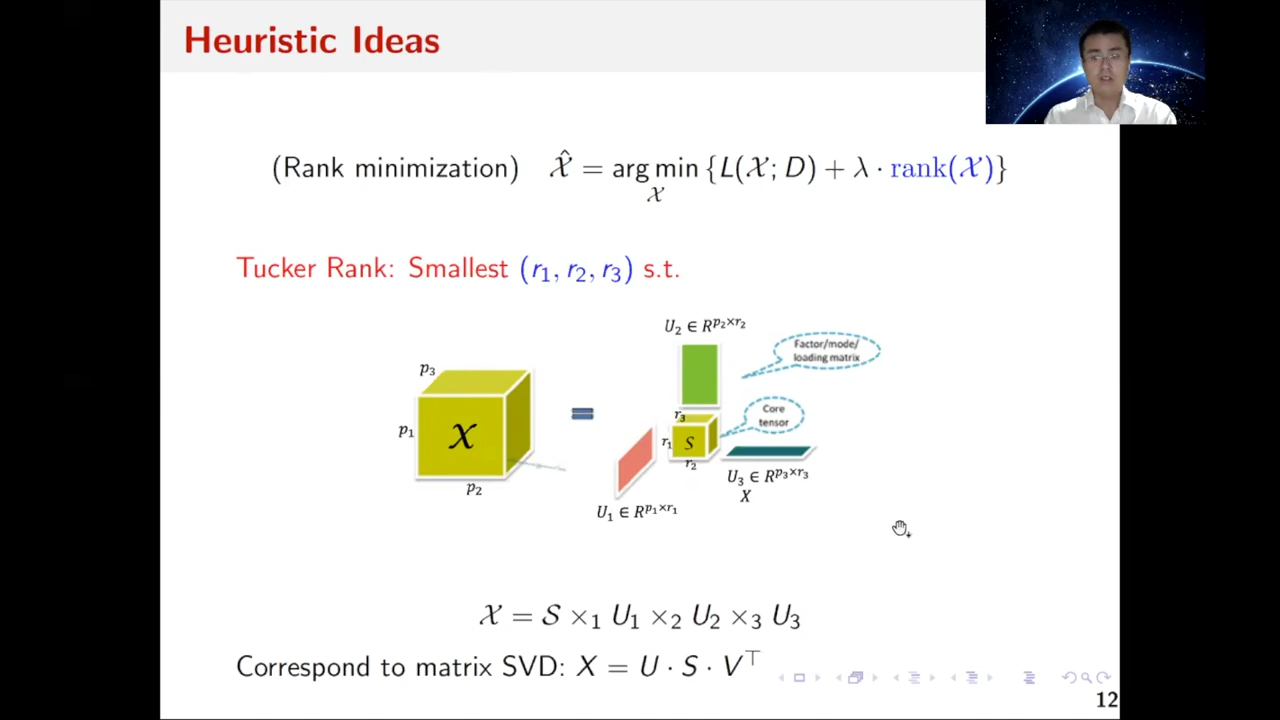 Heuristic Ideas
(Rank minimization) 𝒳̂ = arg min {L(𝒳; D) + λ · rank(𝒳)}
𝒳
Tucker Rank: Smallest (r₁, r₂, r₃) s.t.
U₂ ∈ R^{p₂×r₂}
Factor/mode/
loading matrix
p₃
Core
tensor
r₃
p₁
𝒳
=
r₁
S
r₂
p₂
U₃ ∈ R^{p₃×r₃}
X
U₁ ∈ R^{p₁×r₁}
𝒳 = 𝒮 ×₁ U₁ ×₂ U₂ ×₃ U₃
Correspond to matrix SVD: X = U · S · V^⊤
12